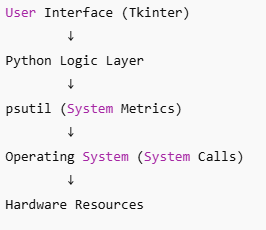 User Interface (Tkinter)
↓
Python Logic Layer
↓
psutil (System Metrics)
↓
Operating System (System Calls)
↓
Hardware Resources